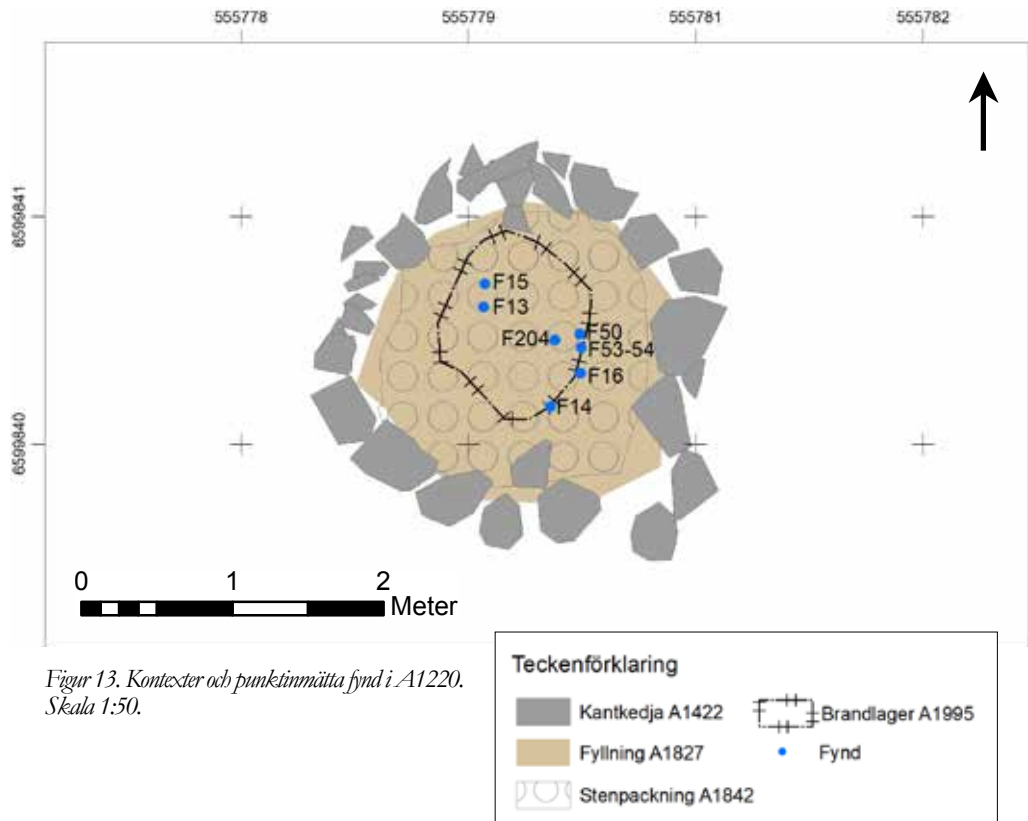 555778 555779 555781 555782
6599841
F15
F13
F50
F204
F53-54
F16
F14
6599840
0 1 2
Meter
Figur 13. Kontexter och punktinmätta fynd i A1220.
Skala 1:50.
Teckenförklaring
Kantkedja A1422
Brandlager A1995
Fyllning A1827
Fynd
Stenpackning A1842